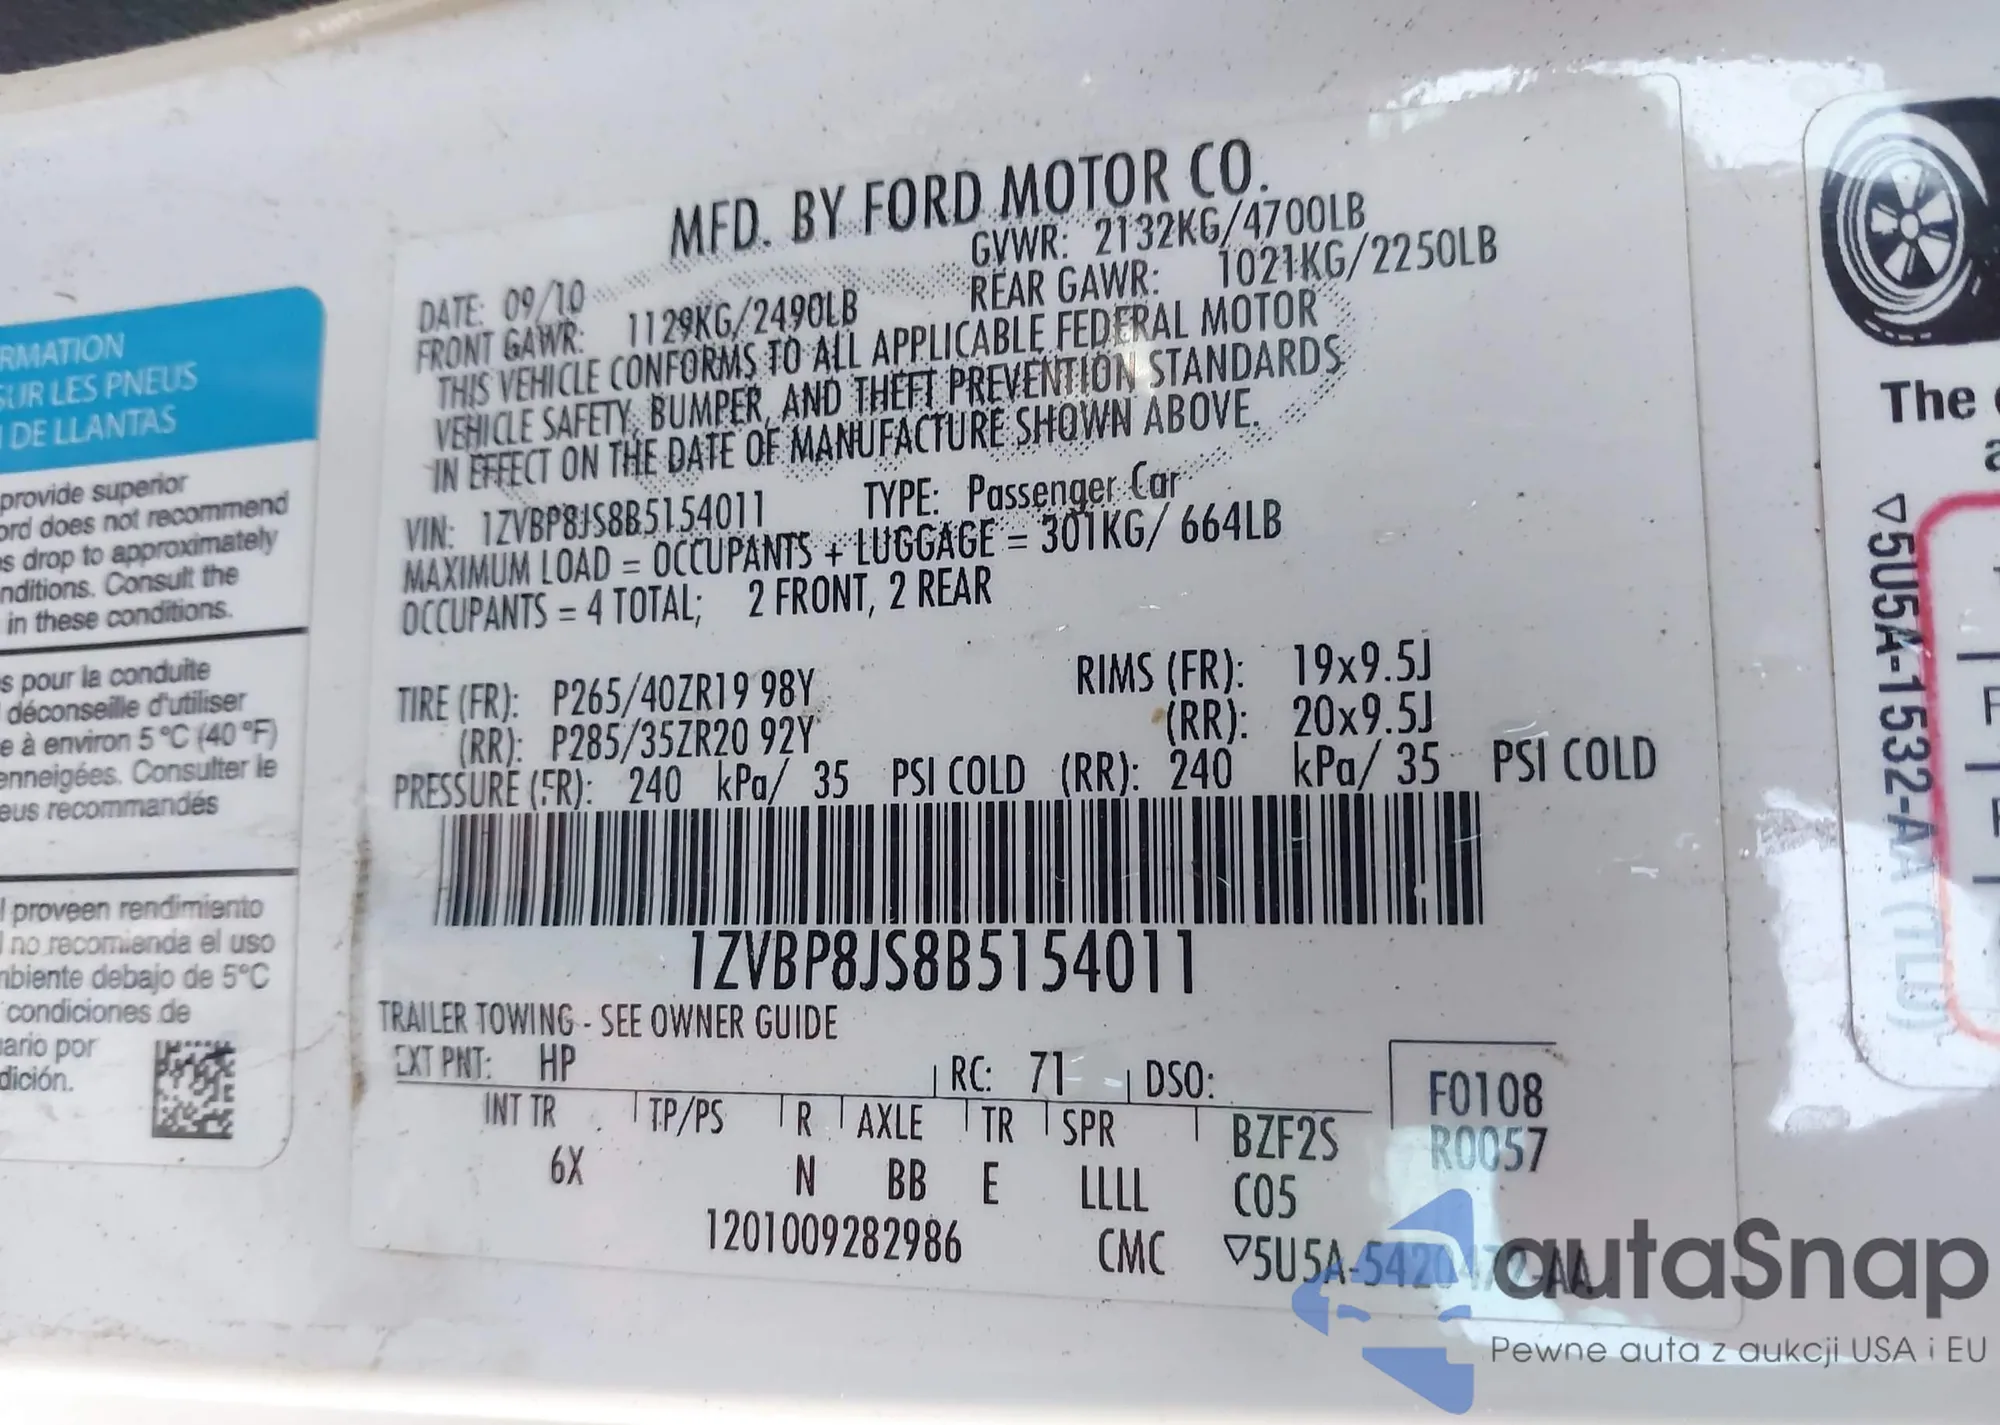 RMATION
SUR LES PNEUS
DE LLANTAS
provide superior
ord does not recommend
s drop to approximately
nditions. Consult the
in these conditions.
s pour la conduite
déconseille d'utiliser
e à environ 5 °C (40 °F)
enneigées. Consulter le
eus recommandés
l proveen rendimiento
no recomienda el uso
mbiente debajo de 5°C
condiciones de
uario por
dición.
MFD. BY FORD MOTOR CO.
DATE: 09/10 GVWR: 2132KG/4700LB
FRONT GAWR: 1129KG/2490LB REAR GAWR: 1021KG/2250LB
THIS VEHICLE CONFORMS TO ALL APPLICABLE FEDERAL MOTOR
VEHICLE SAFETY, BUMPER, AND THEFT PREVENTION STANDARDS
IN EFFECT ON THE DATE OF MANUFACTURE SHOWN ABOVE.
VIN: 1ZVBP8JS8B5154011 TYPE: Passenger Car
MAXIMUM LOAD = OCCUPANTS + LUGGAGE = 301KG/ 664LB
OCCUPANTS = 4 TOTAL; 2 FRONT, 2 REAR
TIRE (FR): P265/40ZR19 98Y RIMS (FR): 19x9.5J
(RR): P285/35ZR20 92Y (RR): 20x9.5J
PRESSURE (FR): 240 kPa/ 35 PSI COLD (RR): 240 kPa/ 35 PSI COLD
1ZVBP8JS8B5154011
TRAILER TOWING - SEE OWNER GUIDE
EXT PNT: HP RC: 71 DSO: F0108
INT TR TP/PS R AXLE TR SPR BZF2S R0057
6X N BB E LLLL C05
1201009282986 CMC ▽5U5A-5420472-AA
The
▽5U5A-1532-AA (TLD)
autaSnap
Pewne auta z aukcji USA i EU